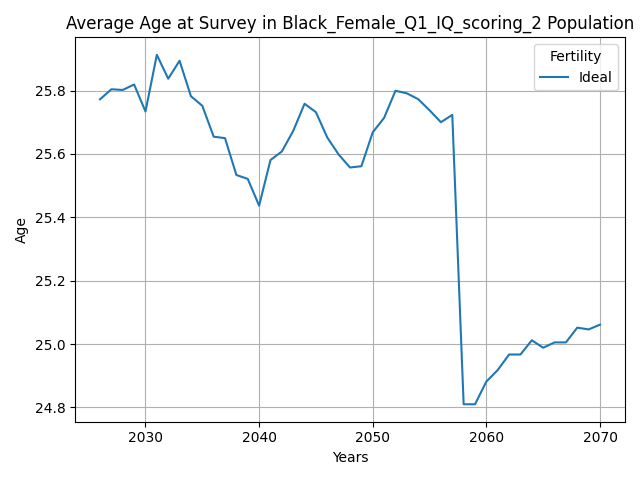 Average Age at Survey in Black_Female_Q1_IQ_scoring_2 Population
Fertility
Ideal
25.8
25.6
25.4
25.2
25.0
24.8
Age
2030 2040 2050 2060 2070
Years